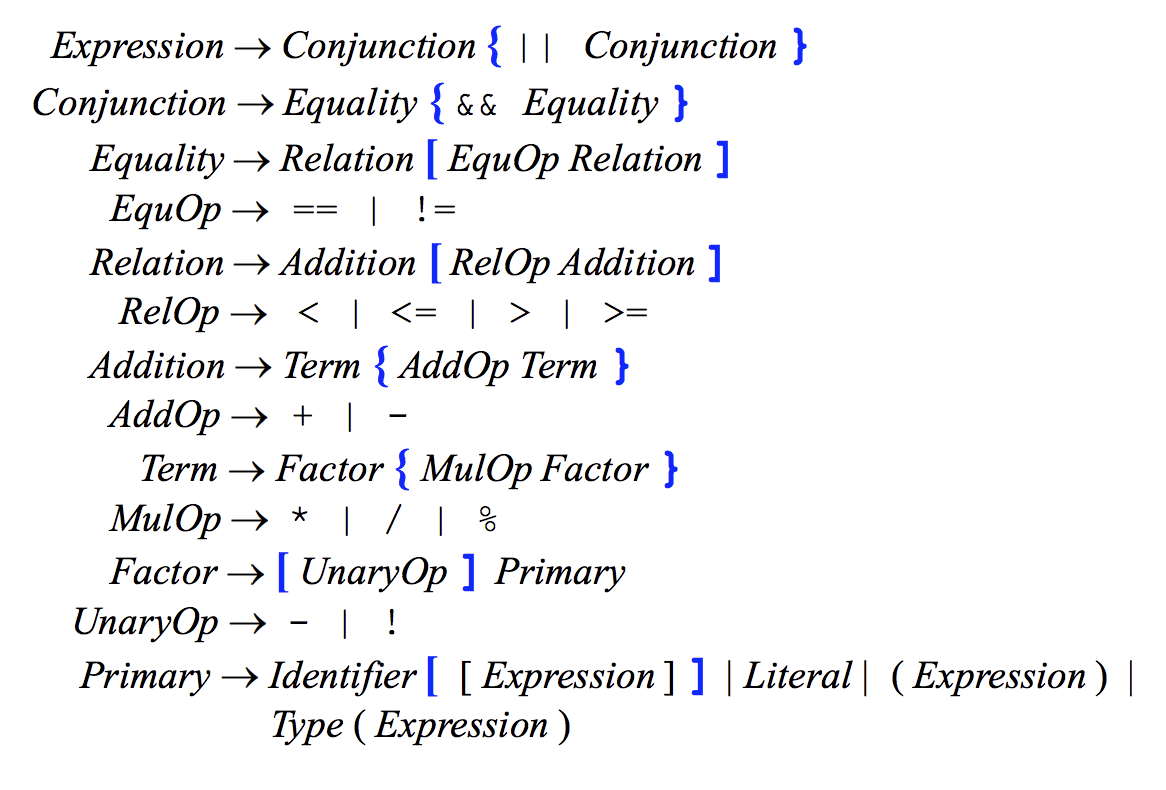 Expression → Conjunction { || Conjunction }
Conjunction → Equality { && Equality }
Equality → Relation [ EquOp Relation ]
EquOp → == | !=
Relation → Addition [ RelOp Addition ]
RelOp → < | <= | > | >=
Addition → Term { AddOp Term }
AddOp → + | -
Term → Factor { MulOp Factor }
MulOp → * | / | %
Factor → [ UnaryOp ] Primary
UnaryOp → - | !
Primary → Identifier [ [ Expression ] ] | Literal | ( Expression ) |
Type ( Expression )